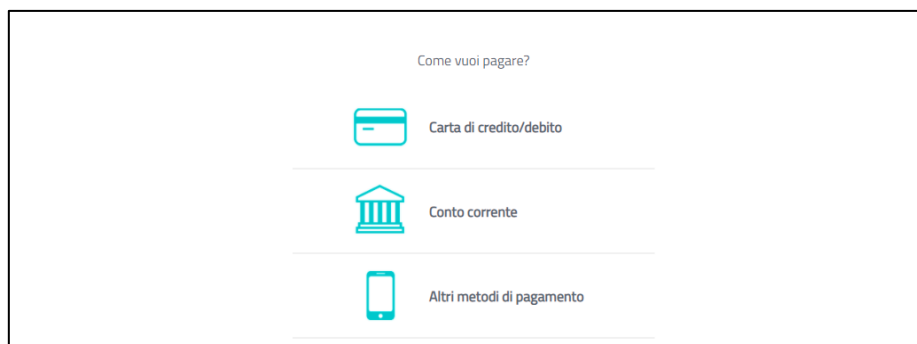 Come vuoi pagare?
Carta di credito/debito
Conto corrente
Altri metodi di pagamento